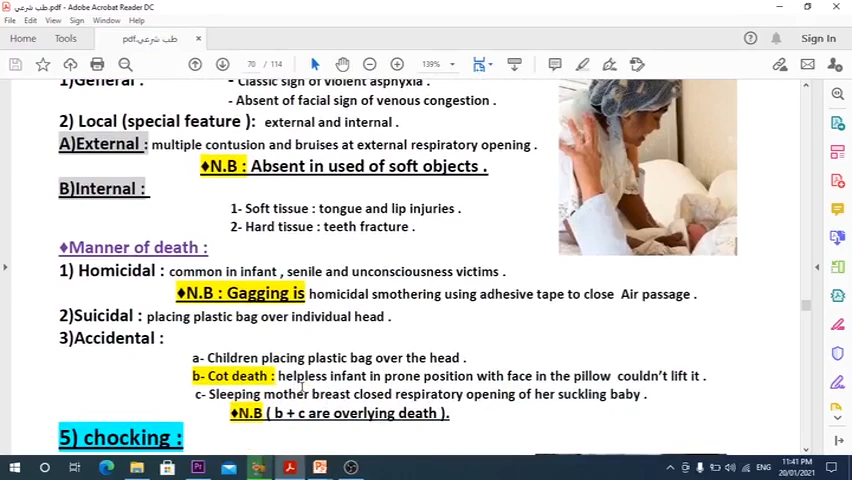 طب شرعي.pdf - Adobe Acrobat Reader DC
File Edit View Sign Window Help
Home Tools طب شرعي.pdf × Sign In
70 / 114 139%
1)General : - Classic sign of violent asphyxia .
- Absent of facial sign of venous congestion .
2) Local (special feature ): external and internal .
A)External : multiple contusion and bruises at external respiratory opening .
♦N.B : Absent in used of soft objects .
B)Internal :
1- Soft tissue : tongue and lip injuries .
2- Hard tissue : teeth fracture .
♦Manner of death :
1) Homicidal : common in infant , senile and unconsciousness victims .
♦N.B : Gagging is homicidal smothering using adhesive tape to close Air passage .
2)Suicidal : placing plastic bag over individual head .
3)Accidental :
a- Children placing plastic bag over the head .
b- Cot death : helpless infant in prone position with face in the pillow couldn't lift it .
c- Sleeping mother breast closed respiratory opening of her suckling baby .
♦N.B ( b + c are overlying death ).
5) chocking :
ENG 11:41 PM
20/01/2021